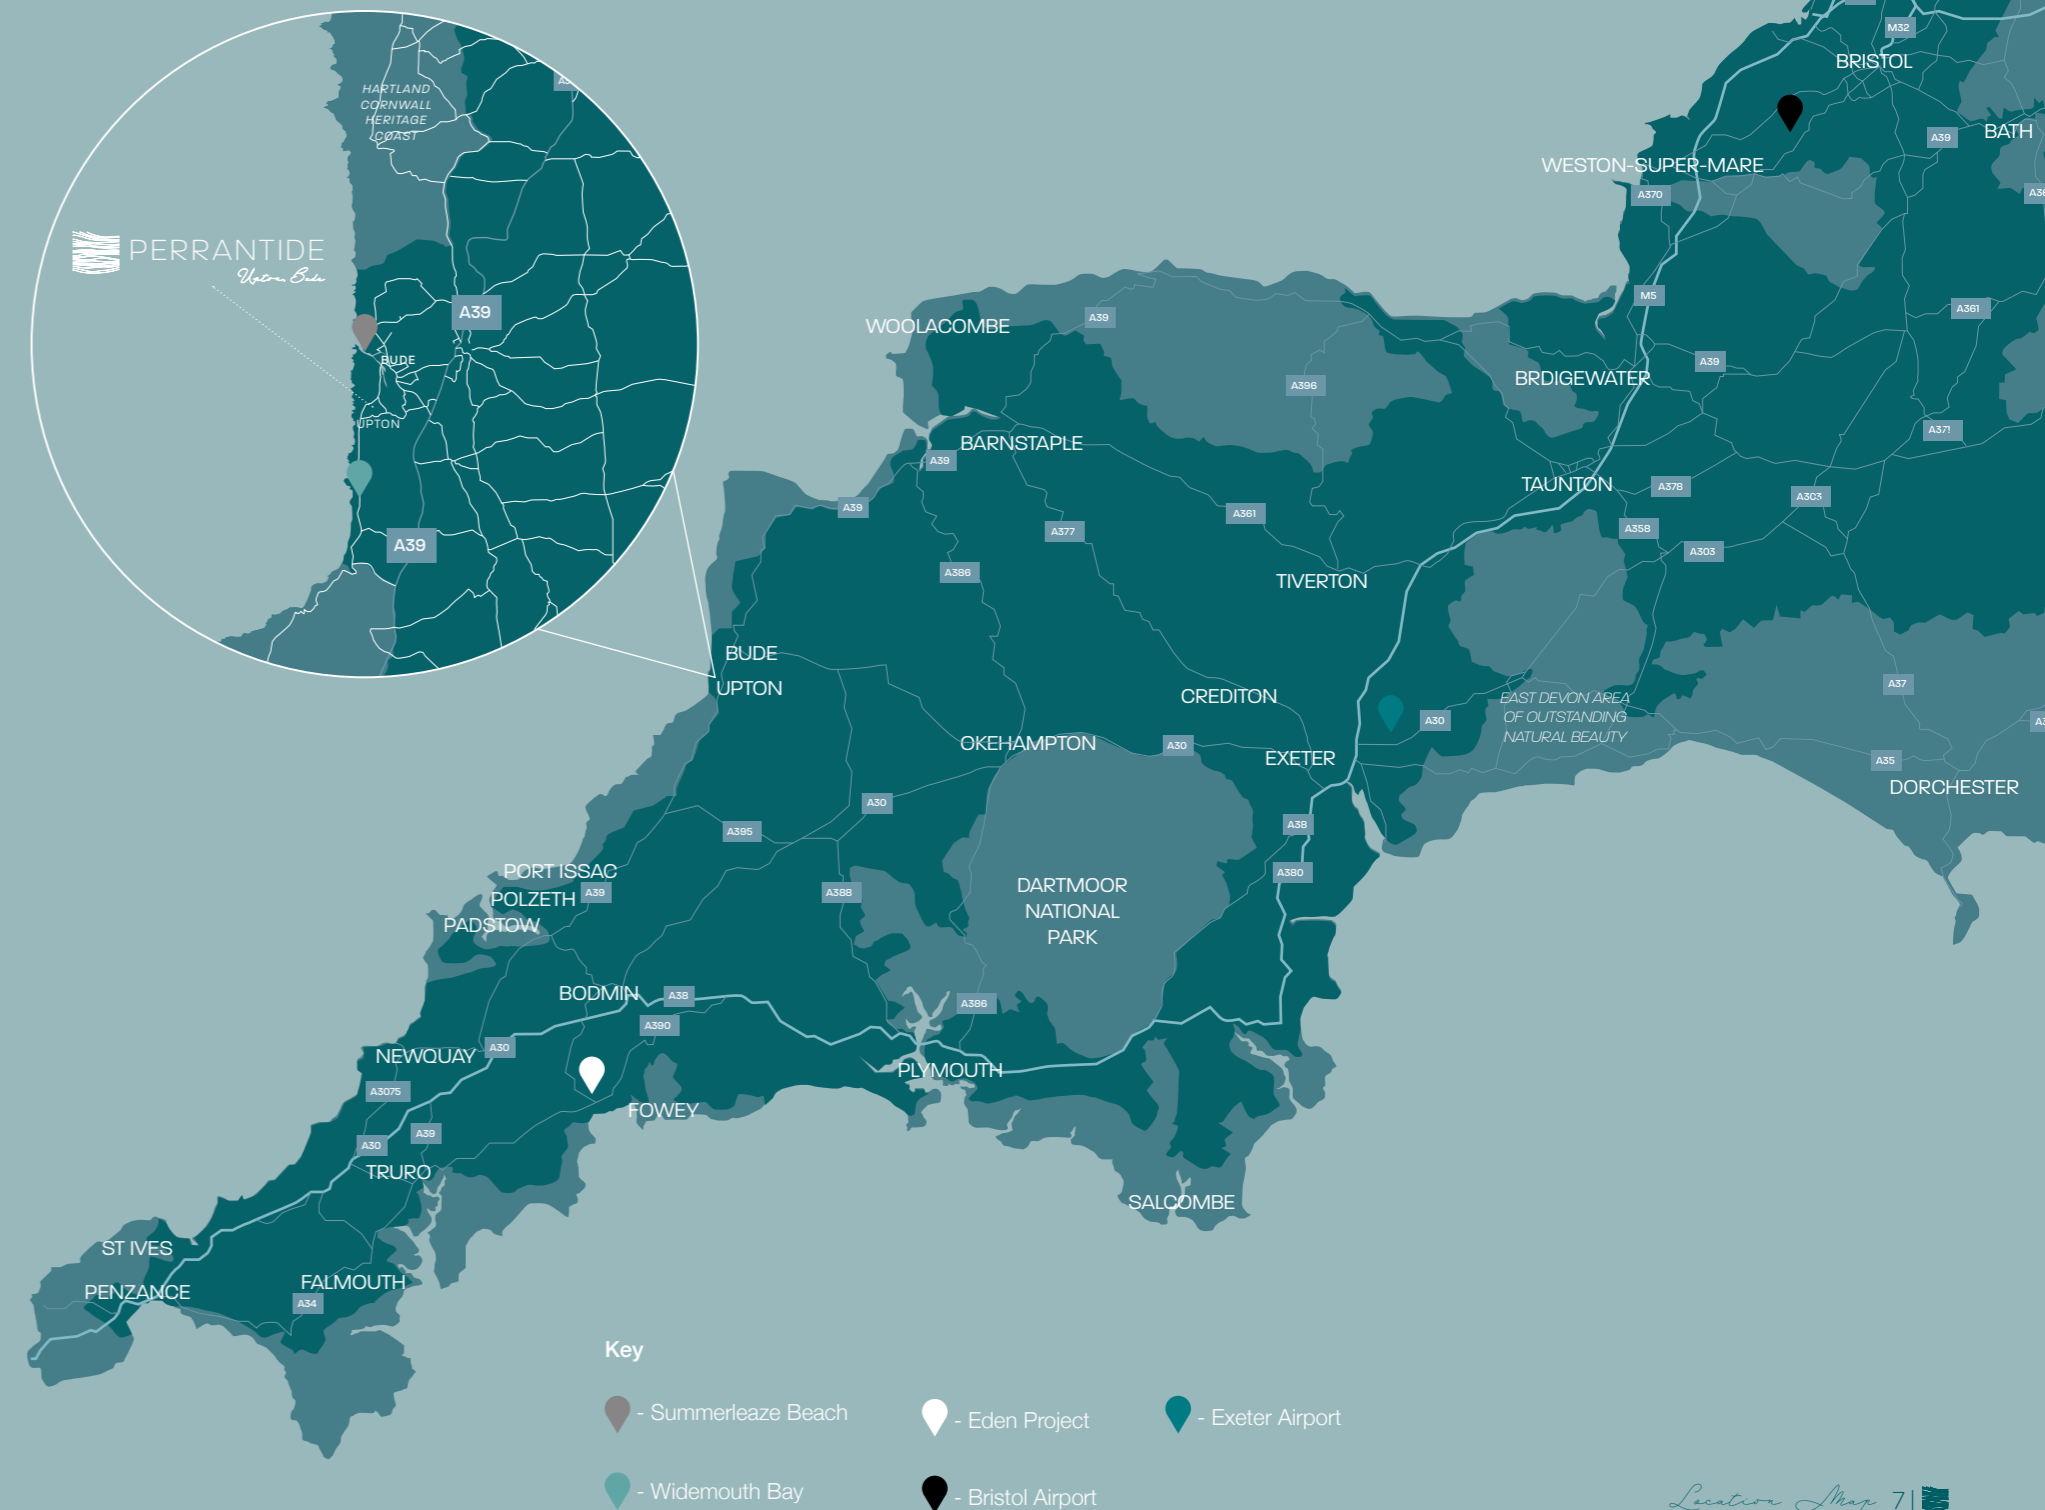 HARTLAND
CORNWALL
HERITAGE
COAST
PERRANTIDE
Upton Bude
A39
BUDE
UPTON
A39
M32
BRISTOL
A39
BATH
WESTON-SUPER-MARE
A370
M5
A361
WOOLACOMBE
A39
A39
BRDIGEWATER
A396
A371
BARNSTAPLE
A39
TAUNTON
A378
A303
A39
A361
A358
A377
A303
A386
TIVERTON
BUDE
UPTON
CREDITON
EAST DEVON AREA
OF OUTSTANDING
NATURAL BEAUTY
A37
A30
OKEHAMPTON
A30
EXETER
A35
DORCHESTER
A30
A395
A38
A380
PORT ISSAC
POLZETH
A39
A388
PADSTOW
DARTMOOR
NATIONAL
PARK
BODMIN
A38
A386
A390
NEWQUAY
A30
PLYMOUTH
A3075
FOWEY
A30
A39
TRURO
SALCOMBE
ST IVES
PENZANCE
FALMOUTH
A34
Key
- Summerleaze Beach
- Eden Project
- Exeter Airport
- Widemouth Bay
- Bristol Airport
Location Map 7|